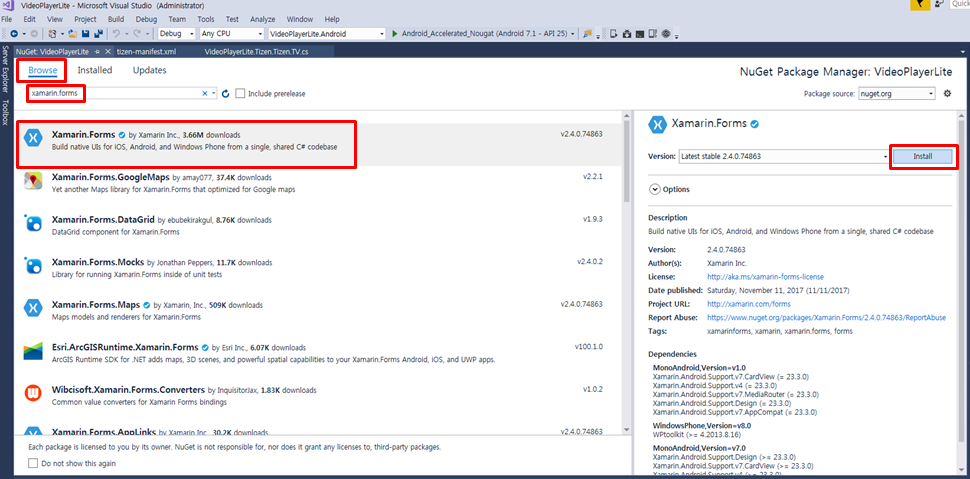 VideoPlayerLite - Microsoft Visual Studio (Administrator)
Quick
File Edit View Project Build Debug Team Tools Test Analyze Window Help
Debug Any CPU VideoPlayerLite.Android Android_Accelerated_Nougat (Android 7.1 - API 25)
NuGet: VideoPlayerLite tizen-manifest.xml VideoPlayerLite.Tizen.Tizen.TV.cs
Server Explorer
Toolbox
Browse Installed Updates
NuGet Package Manager: VideoPlayerLite
xamarin.forms
Include prerelease
Package source: nuget.org
Xamarin.Forms by Xamarin Inc., 3.66M downloads v2.4.0.74863
Build native UIs for iOS, Android, and Windows Phone from a single, shared C# codebase
Xamarin.Forms.GoogleMaps by amay077, 37.4K downloads v2.2.1
Yet another Maps library for Xamarin.Forms that optimized for Google maps
Xamarin.Forms.DataGrid by ebubekirakgul, 8.76K downloads v1.9.3
DataGrid component for Xamarin.Forms
Xamarin.Forms.Mocks by Jonathan Peppers, 11.7K downloads v2.4.0.2
Library for running Xamarin.Forms inside of unit tests
Xamarin.Forms.Maps by Xamarin, Inc., 509K downloads v2.4.0.74863
Maps models and renderers for Xamarin.Forms
Esri.ArcGISRuntime.Xamarin.Forms by Esri Inc., 6.07K downloads v100.1.0
ArcGIS Runtime SDK for .NET adds maps, 3D scenes, and powerful spatial capabilities to your Xamarin.Forms Android, iOS, and UWP apps.
Wibcisoft.Xamarin.Forms.Converters by InquisitorJax, 1.83K downloads v1.0.2
Common value converters for Xamarin Forms bindings
Xamarin.Forms.AppLinks by Xamarin Inc., 30.2K downloads v2.4.0.74863
Each package is licensed to you by its owner. NuGet is not responsible for, nor does it grant any licenses to, third-party packages.
Do not show this again
Xamarin.Forms
Version: Latest stable 2.4.0.74863 Install
Options
Description
Build native UIs for iOS, Android, and Windows Phone from a single, shared C# codebase
Version: 2.4.0.74863
Author(s): Xamarin Inc.
License: http://aka.ms/xamarin-forms-license
Date published: Saturday, November 11, 2017 (11/11/2017)
Project URL: http://xamarin.com/forms
Report Abuse: https://www.nuget.org/packages/Xamarin.Forms/2.4.0.74863/ReportAbuse
Tags: xamarinforms, xamarin, xamarin.forms, forms
Dependencies
MonoAndroid,Version=v1.0
Xamarin.Android.Support.v7.CardView (= 23.3.0)
Xamarin.Android.Support.v4 (= 23.3.0)
Xamarin.Android.Support.v7.MediaRouter (= 23.3.0)
Xamarin.Android.Support.Design (= 23.3.0)
Xamarin.Android.Support.v7.AppCompat (= 23.3.0)
WindowsPhone,Version=v8.0
WPtoolkit (>= 4.2013.8.16)
MonoAndroid,Version=v7.0
Xamarin.Android.Support.Design (>= 23.3.0)
Xamarin.Android.Support.v7.CardView (>= 23.3.0)
Xamarin.Android.Support.v4 (>= 23.3.0)